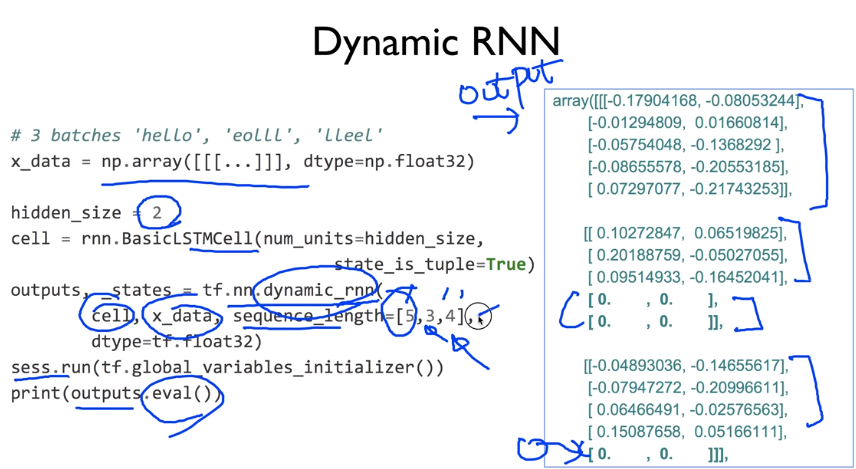 Dynamic RNN
# 3 batches 'hello', 'eolll', 'lleel'
x_data = np.array([[[...]]], dtype=np.float32)
hidden_size = 2
cell = rnn.BasicLSTMCell(num_units=hidden_size,
state_is_tuple=True)
outputs, _states = tf.nn.dynamic_rnn(
cell, x_data, sequence_length=[5,3,4],
dtype=tf.float32)
sess.run(tf.global_variables_initializer())
print(outputs.eval())
output
array([[[-0.17904168, -0.08053244],
[-0.01294809, 0.01660814],
[-0.05754048, -0.1368292 ],
[-0.08655578, -0.20553185],
[ 0.07297077, -0.21743253]],
[[ 0.10272847, 0.06519825],
[ 0.20188759, -0.05027055],
[ 0.09514933, -0.16452041],
[ 0. , 0. ],
[ 0. , 0. ]],
[[-0.04893036, -0.14655617],
[-0.07947272, -0.20996611],
[ 0.06466491, -0.02576563],
[ 0.15087658, 0.05166111],
[ 0. , 0. ]]],